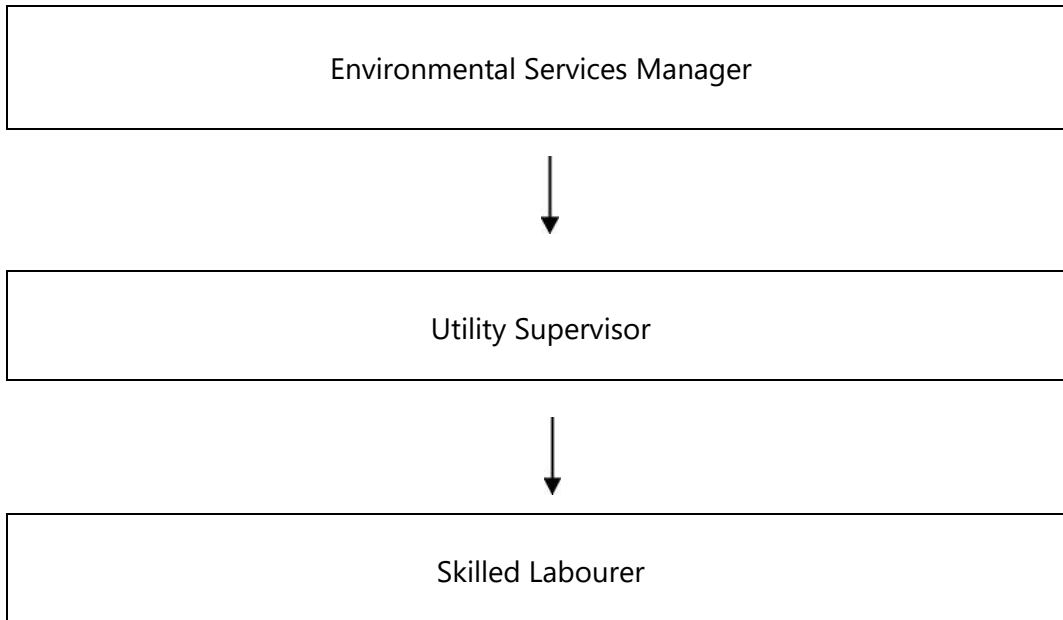 Environmental Services Manager
Utility Supervisor
Skilled Labourer